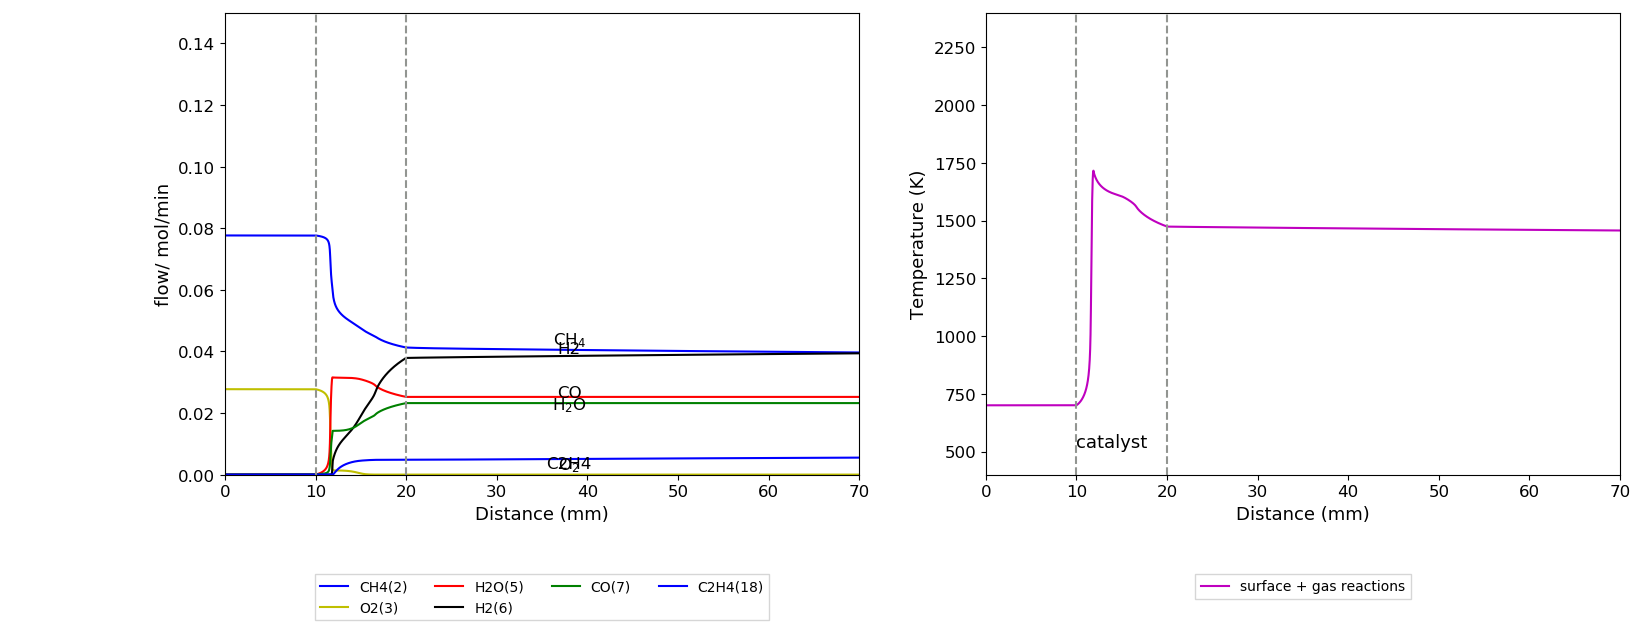 0.14
0.12
0.10
0.08
0.06
0.04
0.02
0.00
flow/ mol/min
CH₄
H2
CO
H₂O
C2H4
O₂
0 10 20 30 40 50 60 70
Distance (mm)
CH4(2) H2O(5) CO(7) C2H4(18)
O2(3) H2(6)
2250
2000
1750
1500
1250
1000
750
500
Temperature (K)
catalyst
0 10 20 30 40 50 60 70
Distance (mm)
surface + gas reactions